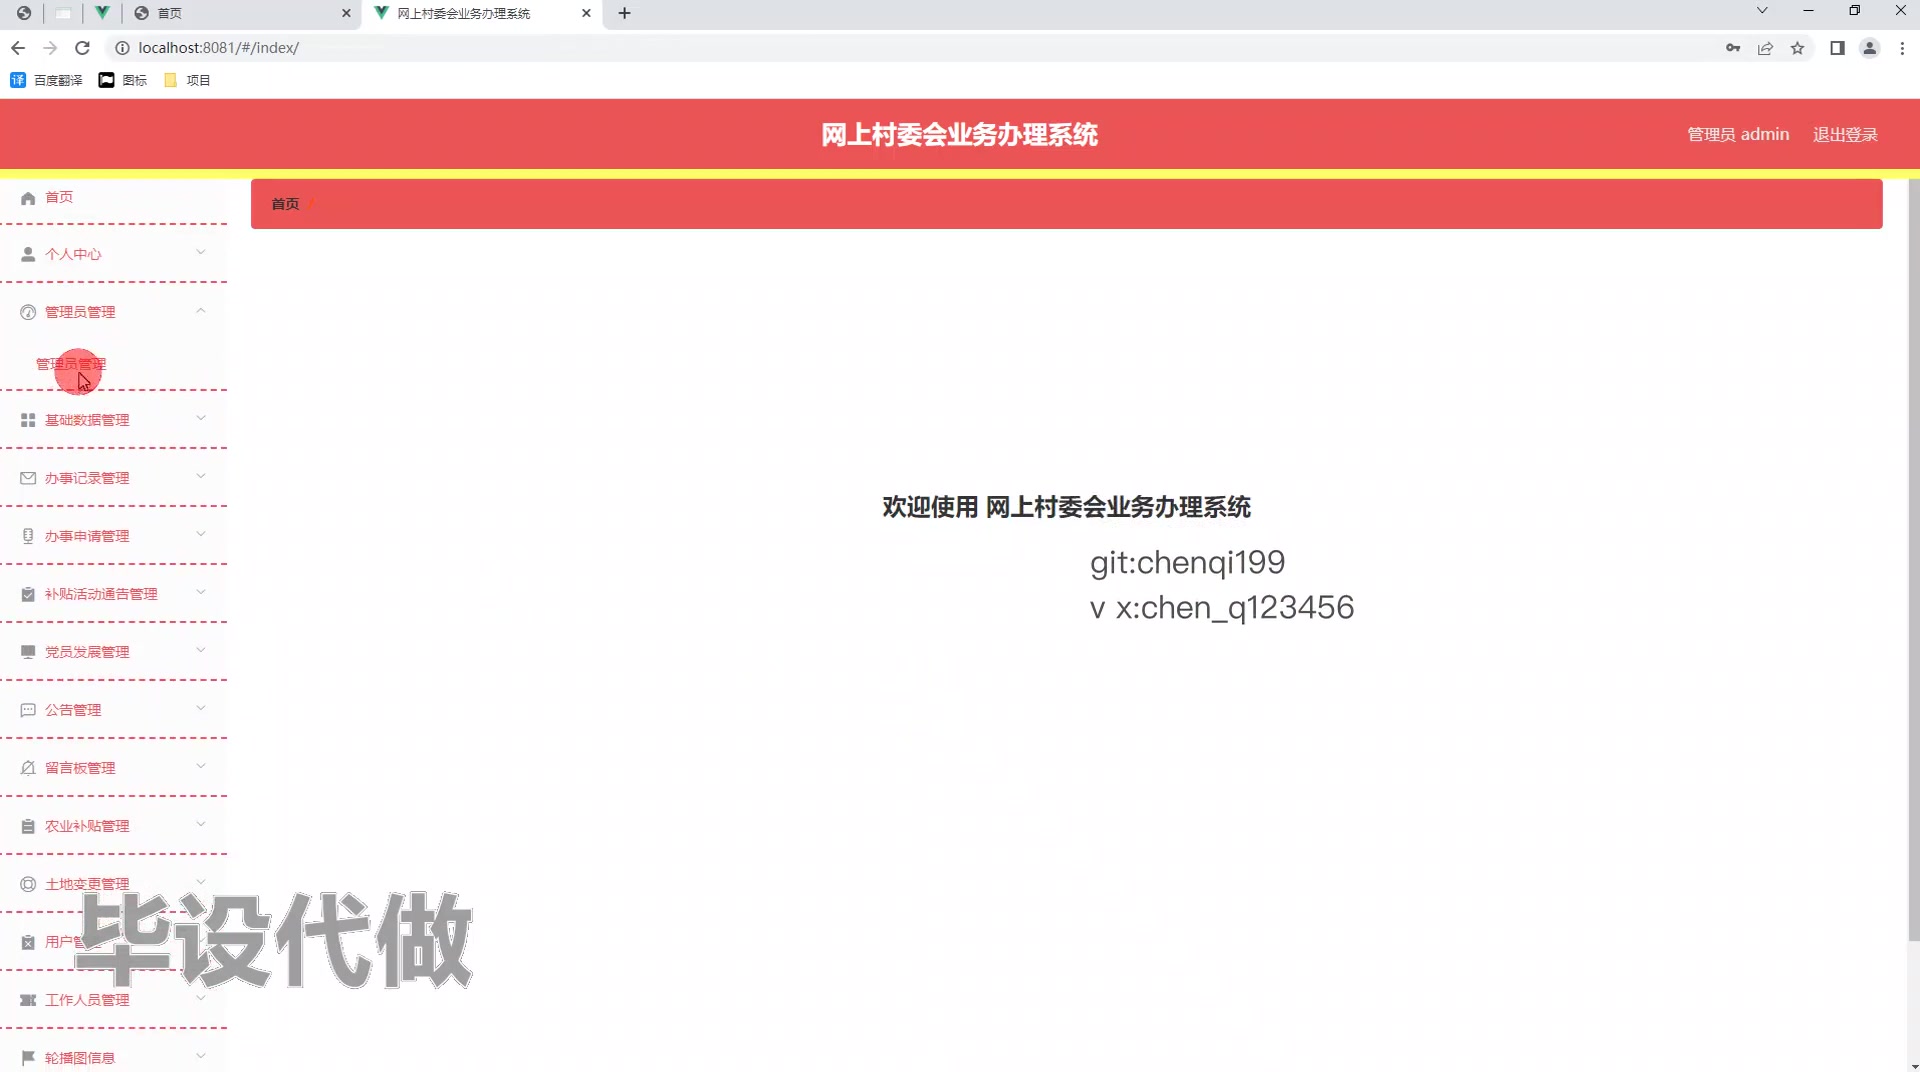 首页
网上村委会业务办理系统
localhost:8081/#/index/
百度翻译
图标
项目
网上村委会业务办理系统
管理员 admin
退出登录
首页
首页 /
个人中心
管理员管理
管理员管理
基础数据管理
办事记录管理
办事申请管理
补贴活动通告管理
党员发展管理
公告管理
留言板管理
农业补贴管理
土地变更管理
用户管理
工作人员管理
轮播图信息
欢迎使用 网上村委会业务办理系统
git:chenqi199
v x:chen_q123456
毕设代做